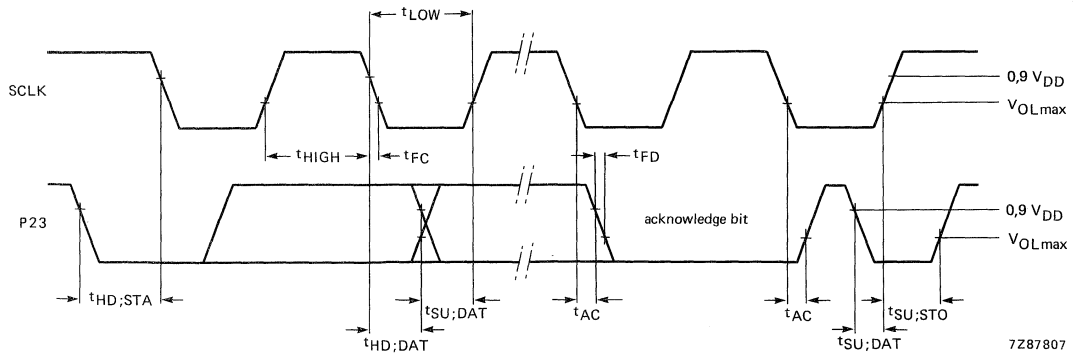 tLOW
SCLK
0,9 VDD
VOLmax
tHIGH
tFC
tFD
P23
acknowledge bit
0,9 VDD
VOLmax
tHD;STA
tSU;DAT
tAC
tAC
tSU;STO
tHD;DAT
tSU;DAT
7Z87807